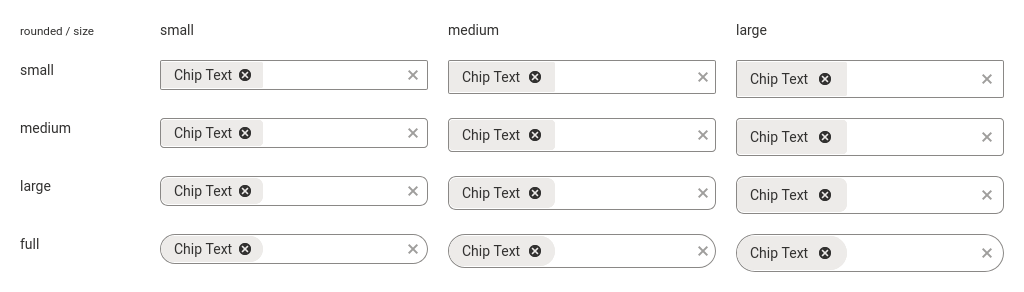 rounded / size small medium large
small Chip Text Chip Text Chip Text
medium Chip Text Chip Text Chip Text
large Chip Text Chip Text Chip Text
full Chip Text Chip Text Chip Text